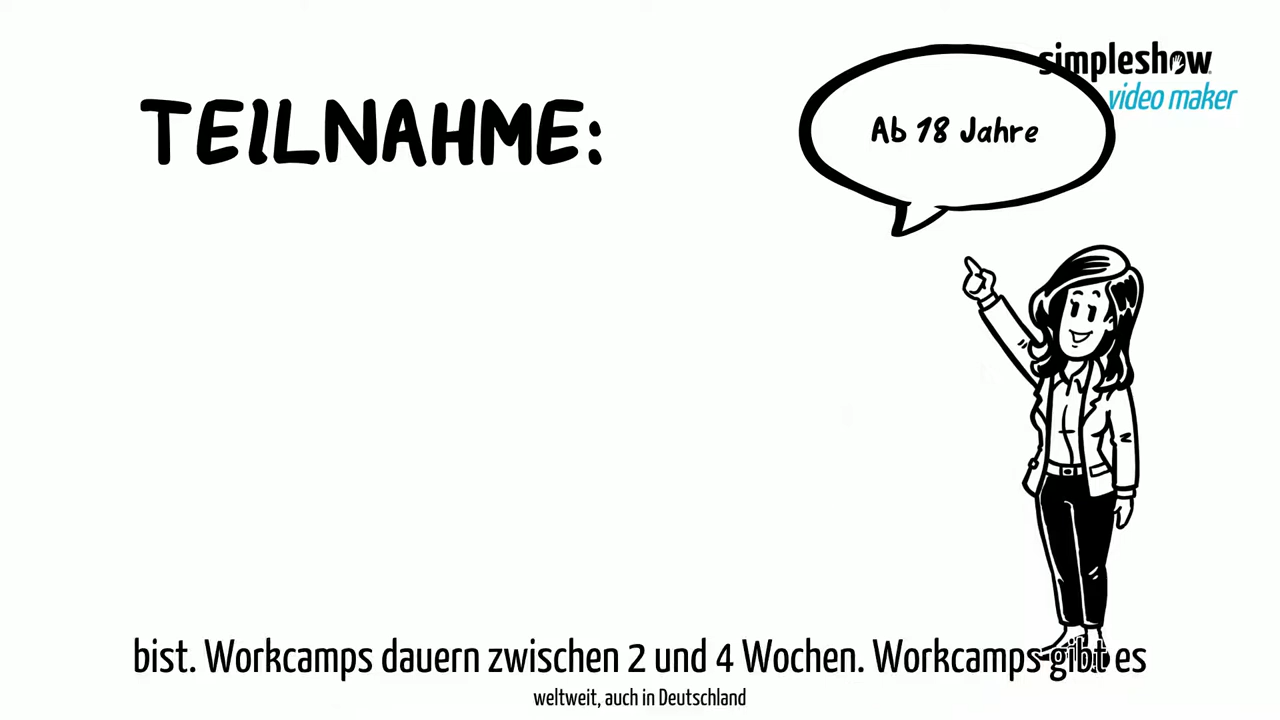 simpleshow
video maker
TEILNAHME:
Ab 18 Jahre
bist. Workcamps dauern zwischen 2 und 4 Wochen. Workcamps gibt es
weltweit, auch in Deutschland